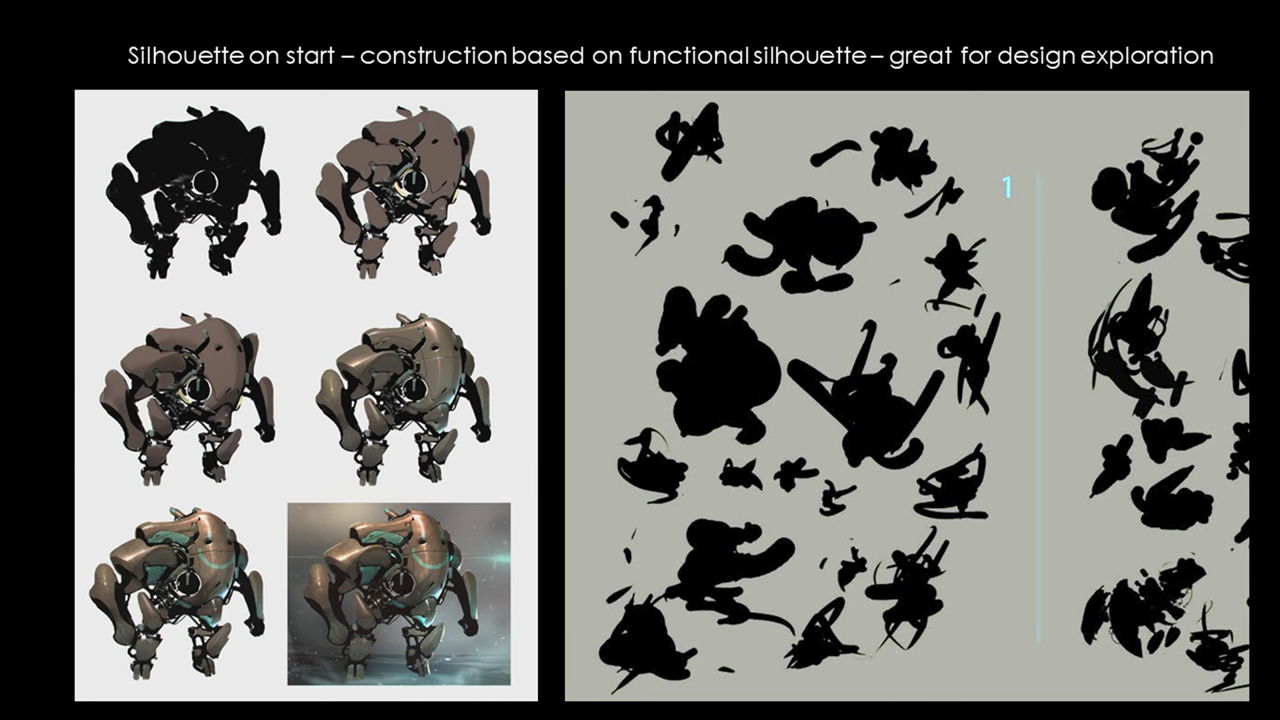 Silhouette on start – construction based on functional silhouette – great for design exploration
1